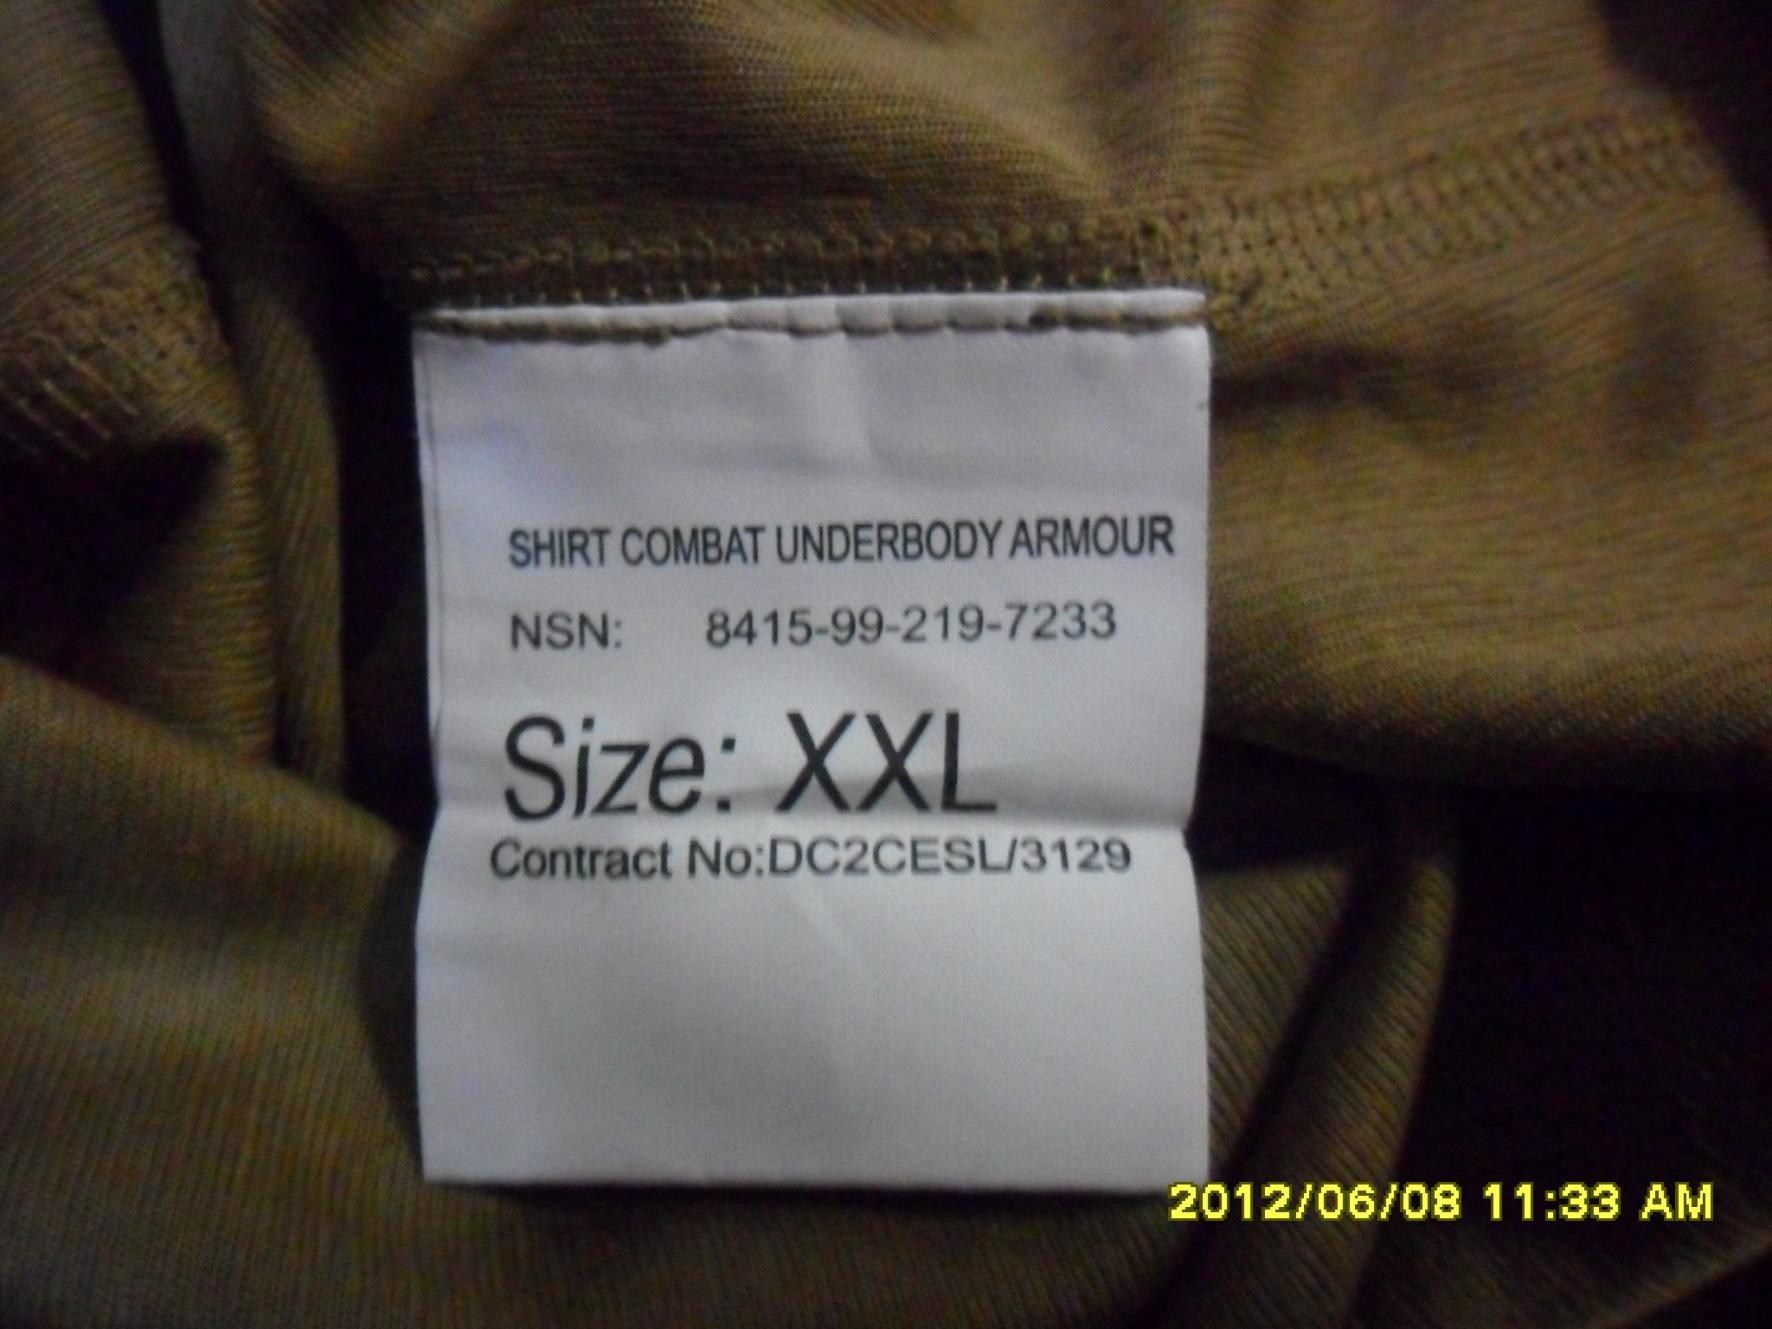 SHIRT COMBAT UNDERBODY ARMOUR
NSN: 8415-99-219-7233
Size: XXL
Contract No:DC2CESL/3129
2012/06/08 11:33 AM